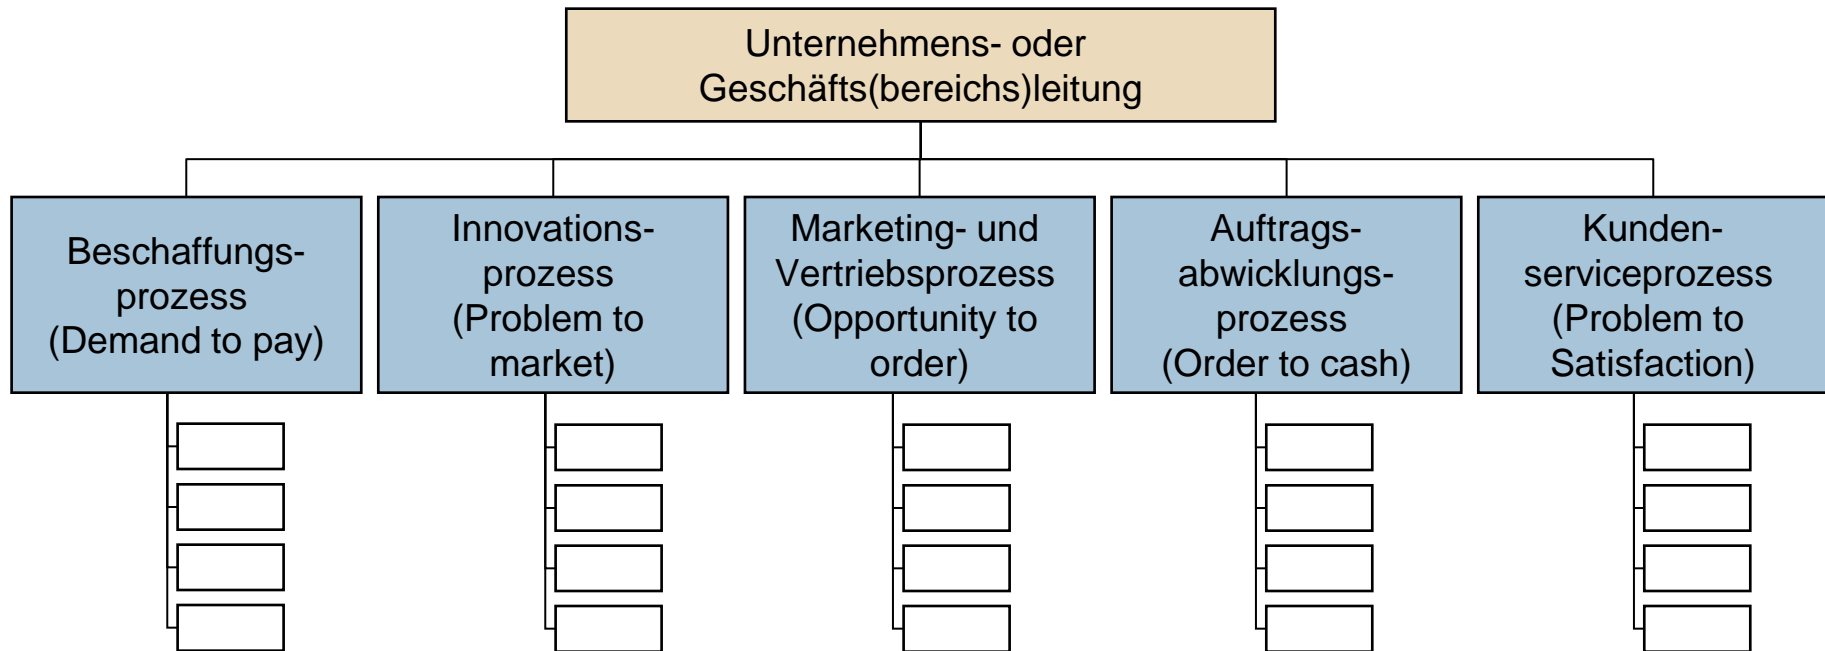 Unternehmens- oder
Geschäfts(bereichs)leitung
Beschaffungs-
prozess
(Demand to pay)
Innovations-
prozess
(Problem to
market)
Marketing- und
Vertriebsprozess
(Opportunity to
order)
Auftrags-
abwicklungs-
prozess
(Order to cash)
Kunden-
serviceprozess
(Problem to
Satisfaction)